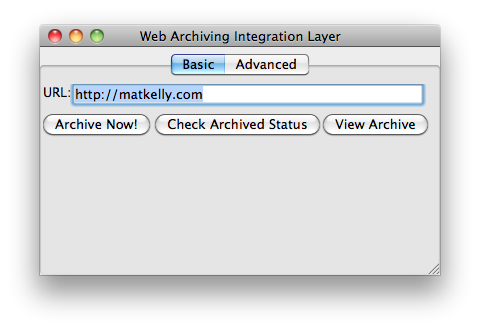 Web Archiving Integration Layer
Basic Advanced
URL: http://matkelly.com
Archive Now! Check Archived Status View Archive